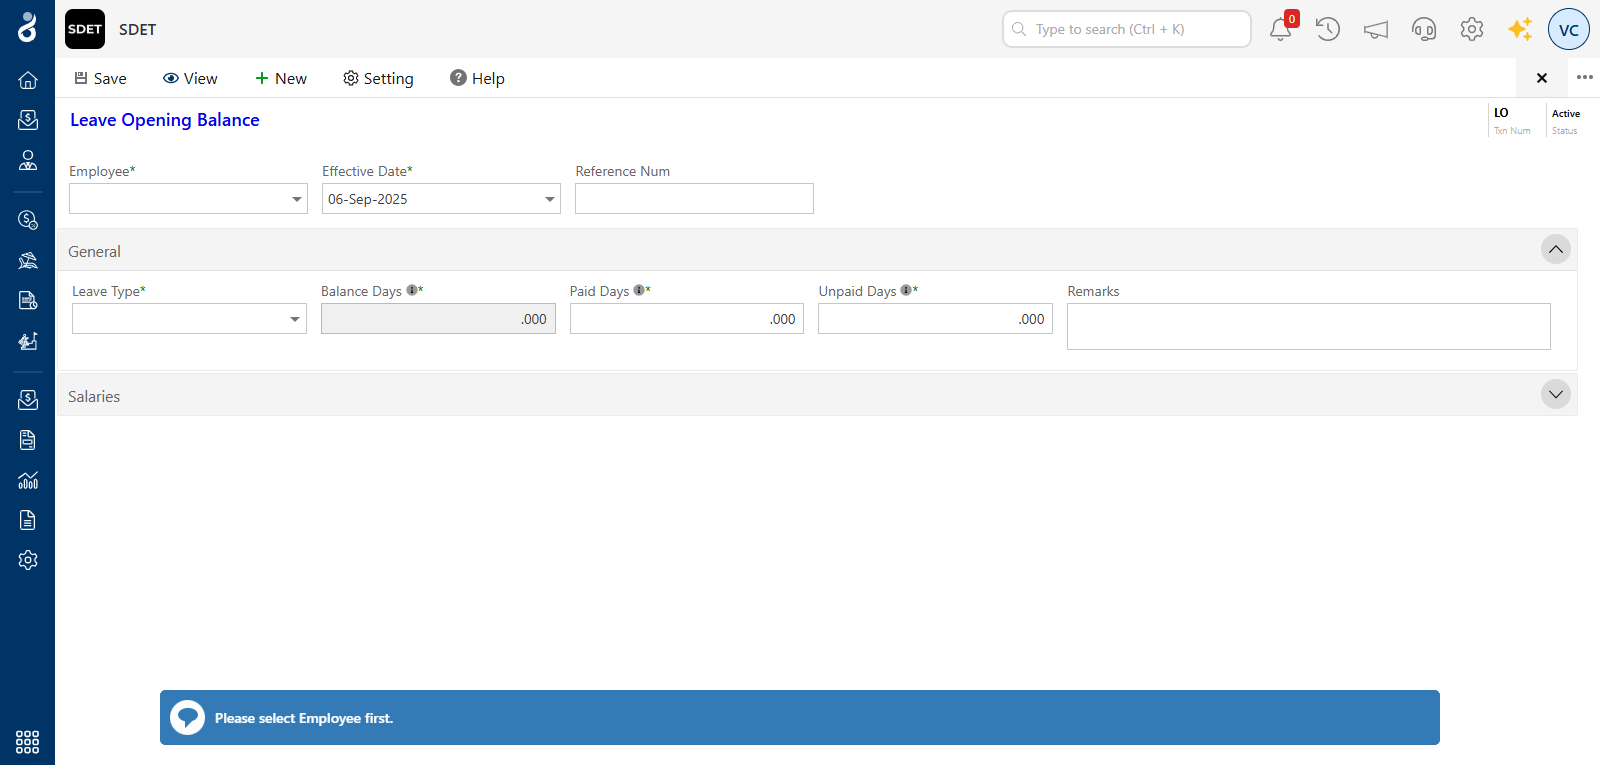 SDET SDET Type to search (Ctrl + K) 0 VC
Save View New Setting Help
Leave Opening Balance LO Active
Txn Num Status
Employee* Effective Date* Reference Num
06-Sep-2025
General
Leave Type* Balance Days * Paid Days * Unpaid Days * Remarks
.000 .000 .000
Salaries
Please select Employee first.